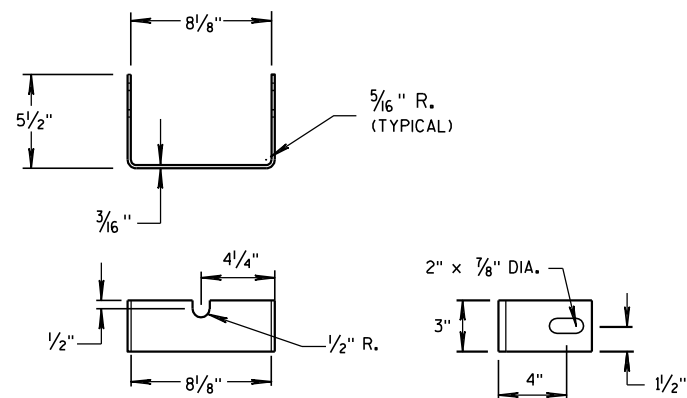 8 1/8"
5 1/2"
5/16" R.
(TYPICAL)
3/16"
4 1/4"
2" x 7/8" DIA.
1/2"
1/2" R.
3"
8 1/8"
4"
1 1/2"